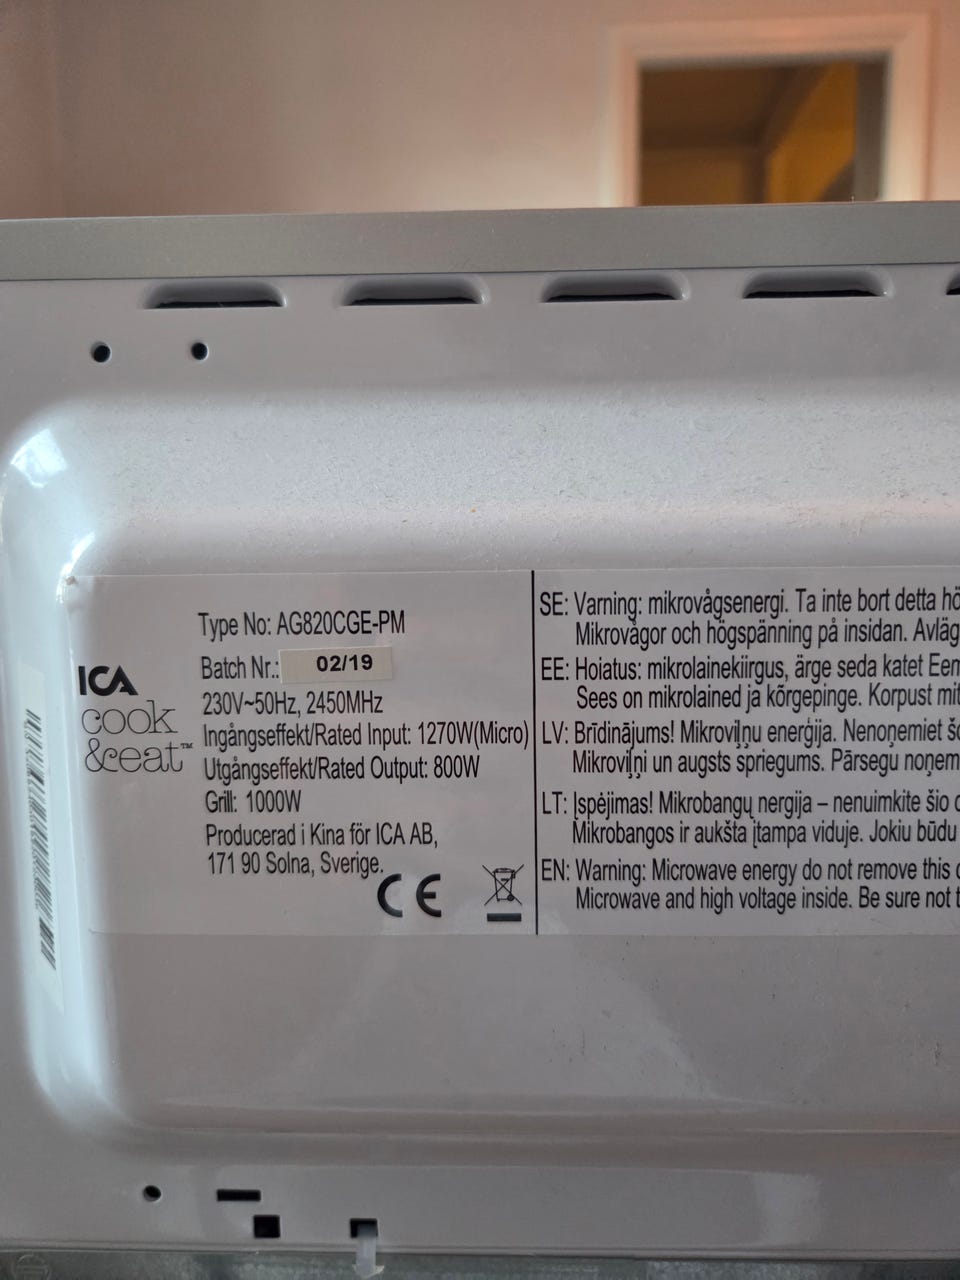 ICA
cook
&eat™
Type No: AG820CGE-PM
Batch Nr.: 02/19
230V~50Hz, 2450MHz
Ingångseffekt/Rated Input: 1270W(Micro)
Utgångseffekt/Rated Output: 800W
Grill: 1000W
Producerad i Kina för ICA AB,
171 90 Solna, Sverige.
CE
SE: Varning: mikrovågsenergi. Ta inte bort detta
Mikrovågor och högspänning på insidan.
EE: Hoiatus: mikrolainekiirgus, ärge seda katet
Sees on mikrolained ja kõrgepinge. Korpust
LV: Brīdinājums! Mikroviļņu enerģija. Nenoņemiet
Mikroviļņi un augsts spriegums. Pārsegu
LT: Įspėjimas! Mikrobangų nergija – nenuimkite šio
Mikrobangos ir aukšta įtampa viduje. Jokiu būdu
EN: Warning: Microwave energy do not remove this
Microwave and high voltage inside. Be sure not